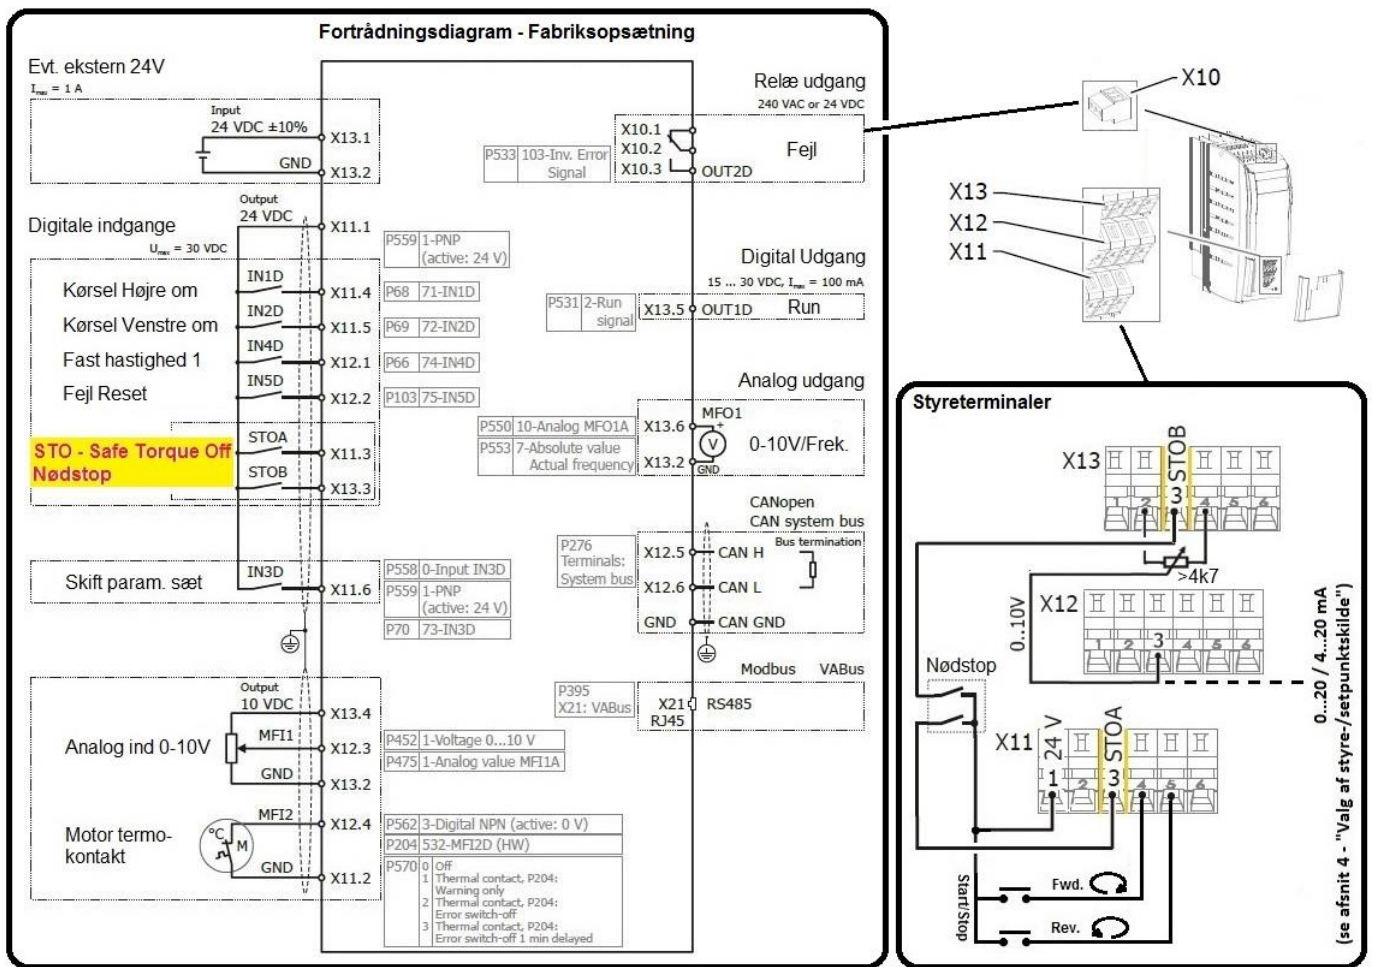 Fortrådningsdiagram - Fabriksopsætning
Evt. ekstern 24V
Imax = 1 A
Input
24 VDC ±10%
X13.1
GND
X13.2
Output
24 VDC
X11.1
Digitale indgange
Umax = 30 VDC
P559 1-PNP
(active: 24 V)
Kørsel Højre om
IN1D
X11.4
P68 71-IN1D
Kørsel Venstre om
IN2D
X11.5
P69 72-IN2D
Fast hastighed 1
IN4D
X12.1
P66 74-IN4D
Fejl Reset
IN5D
X12.2
P103 75-IN5D
STO - Safe Torque Off
Nødstop
STOA
X11.3
STOB
X13.3
Skift param. sæt
IN3D
X11.6
P558 0-Input IN3D
P559 1-PNP
(active: 24 V)
P70 73-IN3D
Output
10 VDC
X13.4
Analog ind 0-10V
MFI1
X12.3
P452 1-Voltage 0...10 V
P475 1-Analog value MFI1A
GND
X13.2
Motor termo-
kontakt
°C
M
MFI2
X12.4
GND
X11.2
P562 3-Digital NPN (active: 0 V)
P204 532-MFI2D (HW)
P570 0 Off
1 Thermal contact, P204:
Warning only
2 Thermal contact, P204:
Error switch-off
3 Thermal contact, P204:
Error switch-off 1 min delayed
Relæ udgang
240 VAC or 24 VDC
X10.1
X10.2
X10.3
OUT2D
Fejl
P533 103-Inv. Error
Signal
Digital Udgang
15 ... 30 VDC, Imax = 100 mA
P531 2-Run
signal
X13.5
OUT1D
Run
Analog udgang
P550 10-Analog MFO1A
P553 7-Absolute value
Actual frequency
X13.6
MFO1
+
V
0-10V/Frek.
X13.2
GND
CANopen
CAN system bus
Bus termination
P276
Terminals:
System bus
X12.5
CAN H
X12.6
CAN L
GND
CAN GND
Modbus VABus
P395
X21: VABus
X21
RJ45
RS485
X10
X13
X12
X11
Styreterminaler
X13
STOB
1 2 3 4 5 6
>4k7
0..10V
X12
1 2 3 4 5 6
Nødstop
X11
24 V
STOA
1 2 3 4 5 6
Start/Stop
Fwd.
Rev.
0...20 / 4...20 mA
(se afsnit 4 - "Valg af styre-/setpunktskilde")